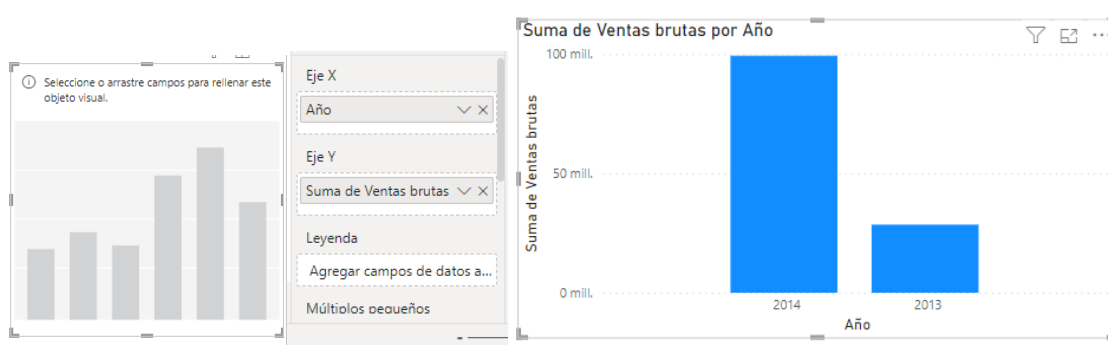 Seleccione o arrastre campos para rellenar este
objeto visual.
Eje X
Año
Eje Y
Suma de Ventas brutas
Leyenda
Agregar campos de datos a...
Múltiplos pequeños
Suma de Ventas brutas por Año
100 mill.
50 mill.
0 mill.
Suma de Ventas brutas
2014
2013
Año